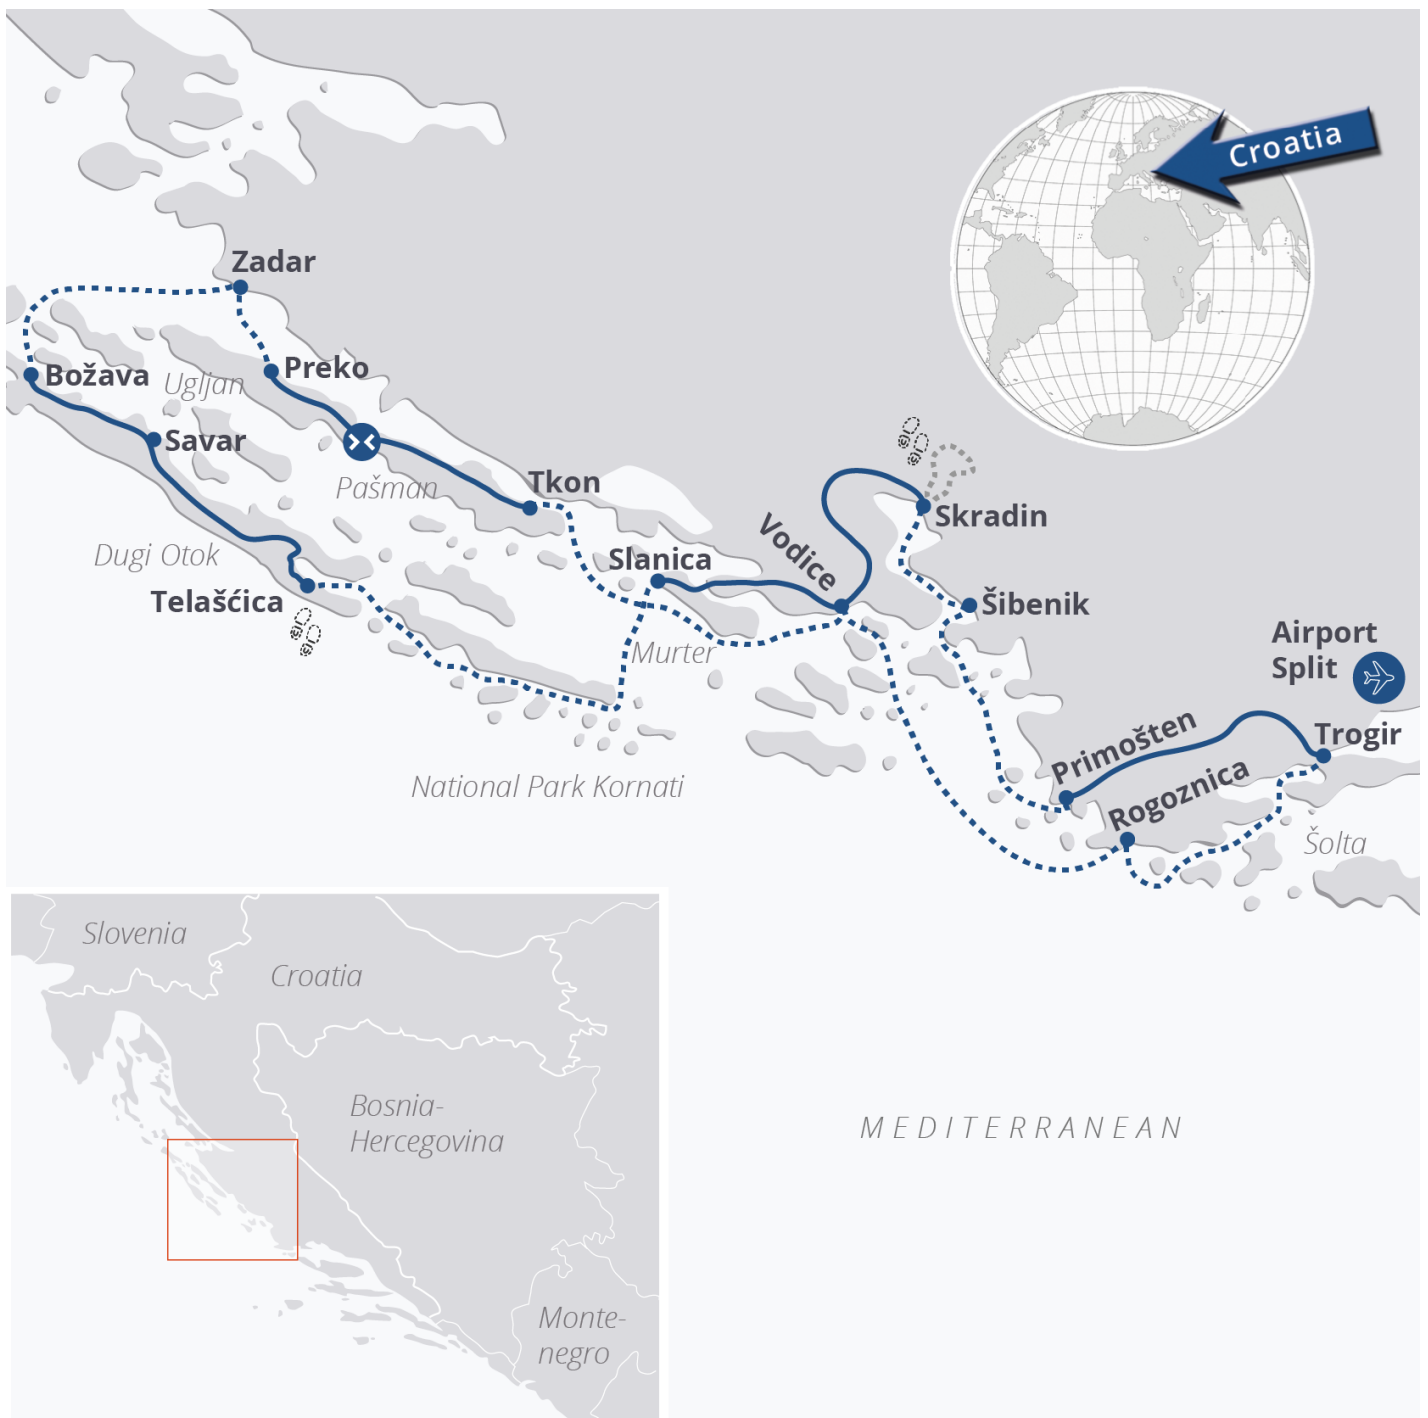 Croatia
Zadar
Božava
Ugljan
Preko
Savar
Pašman
Tkon
Dugi Otok
Telašćica
Slanica
Vodice
Skradin
Šibenik
Murter
Airport
Split
National Park Kornati
Primošten
Trogir
Rogoznica
Šolta
Slovenia
Croatia
Bosnia-
Hercegovina
MEDITERRANEAN
Monte-
negro